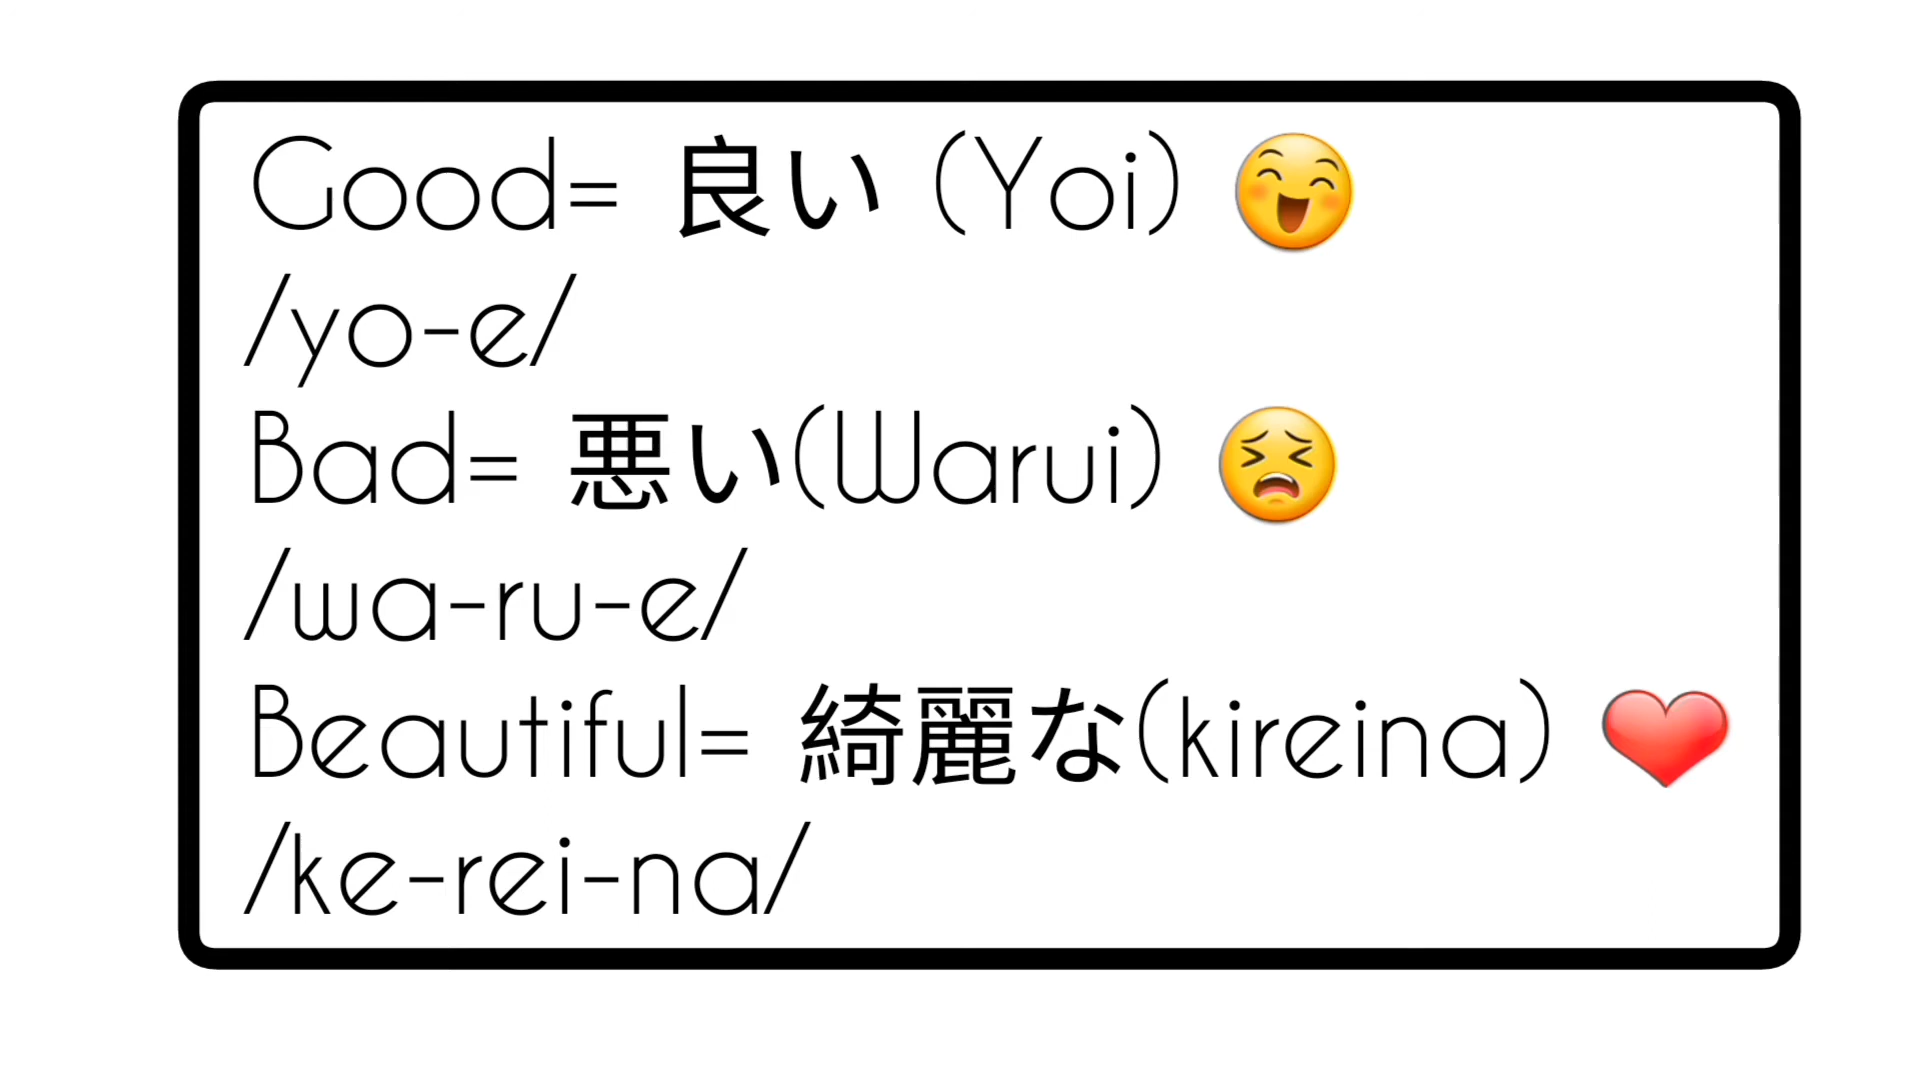 Good= 良い (Yoi) 😄
/yo-e/
Bad= 悪い(Warui) 😣
/wa-ru-e/
Beautiful= 綺麗な(kireina) ❤
/ke-rei-na/